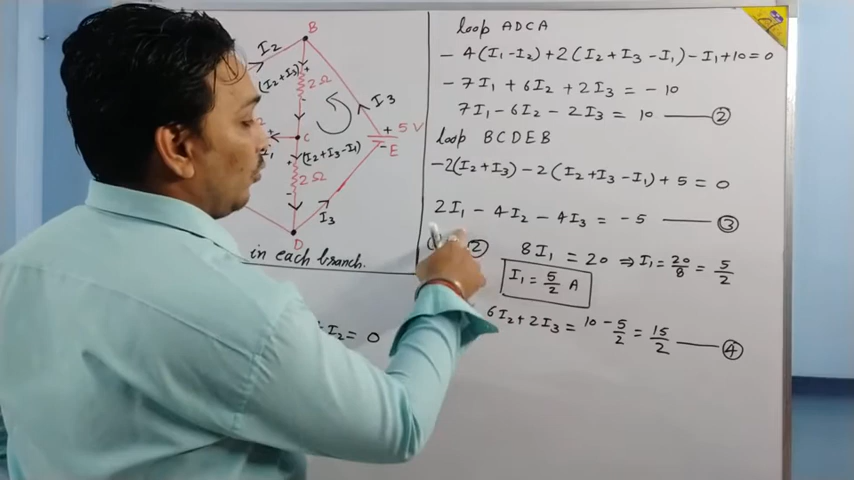 B
I2
(I2+I3)
+
2Ω
-
I3
+
5 V
-
E
C
+
I1
(I2+I3-I1)
+
2Ω
-
I3
D
in each branch.
I2 = 0
loop ADCA
- 4(I1-I2)+2(I2+I3-I1)-I1+10=0
- 7I1 + 6I2 + 2I3 = - 10
7I1 - 6I2 - 2I3 = 10 ——— ②
loop BCDEB
-2(I2+I3)-2(I2+I3-I1)+5 = 0
2I1 - 4I2 - 4I3 = -5 ——— ③
② 8I1 = 20 ⇒ I1 = 20/8 = 5/2
I1 = 5/2 A
6I2 + 2I3 = 10 - 5/2 = 15/2 ——— ④